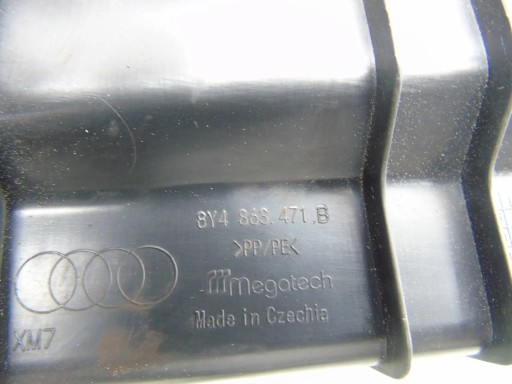 8Y4 863.471.B
>PP/PE<
megatech
Made in Czechia
XM7